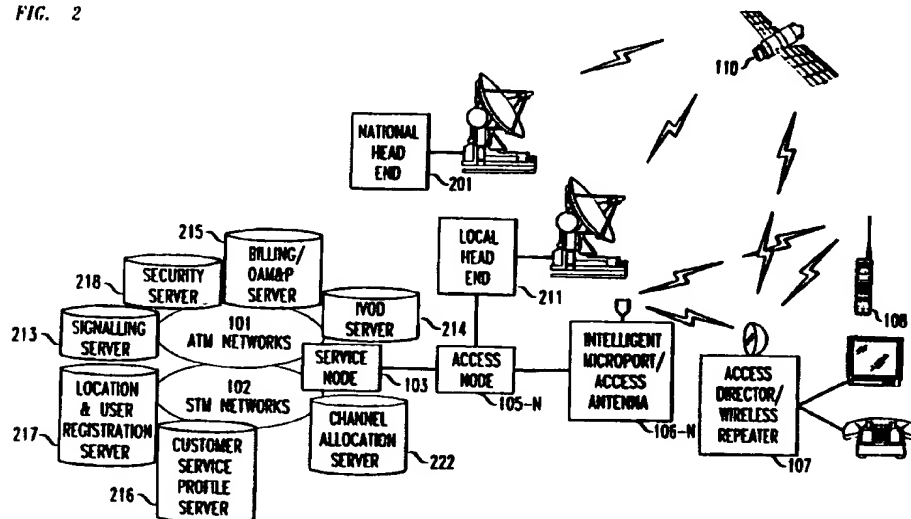 FIG. 2
110
NATIONAL
HEAD
END
201
LOCAL
HEAD
END
211
215
BILLING/
OAM&P
SERVER
218
SECURITY
SERVER
213
SIGNALLING
SERVER
101
ATM NETWORKS
IVOD
SERVER
214
SERVICE
NODE
103
ACCESS
NODE
105-N
INTELLIGENT
MICROPORT/
ACCESS
ANTENNA
106-N
108
ACCESS
DIRECTOR/
WIRELESS
REPEATER
107
LOCATION
& USER
REGISTRATION
SERVER
217
102
STM NETWORKS
CUSTOMER
SERVICE
PROFILE
SERVER
216
CHANNEL
ALLOCATION
SERVER
222